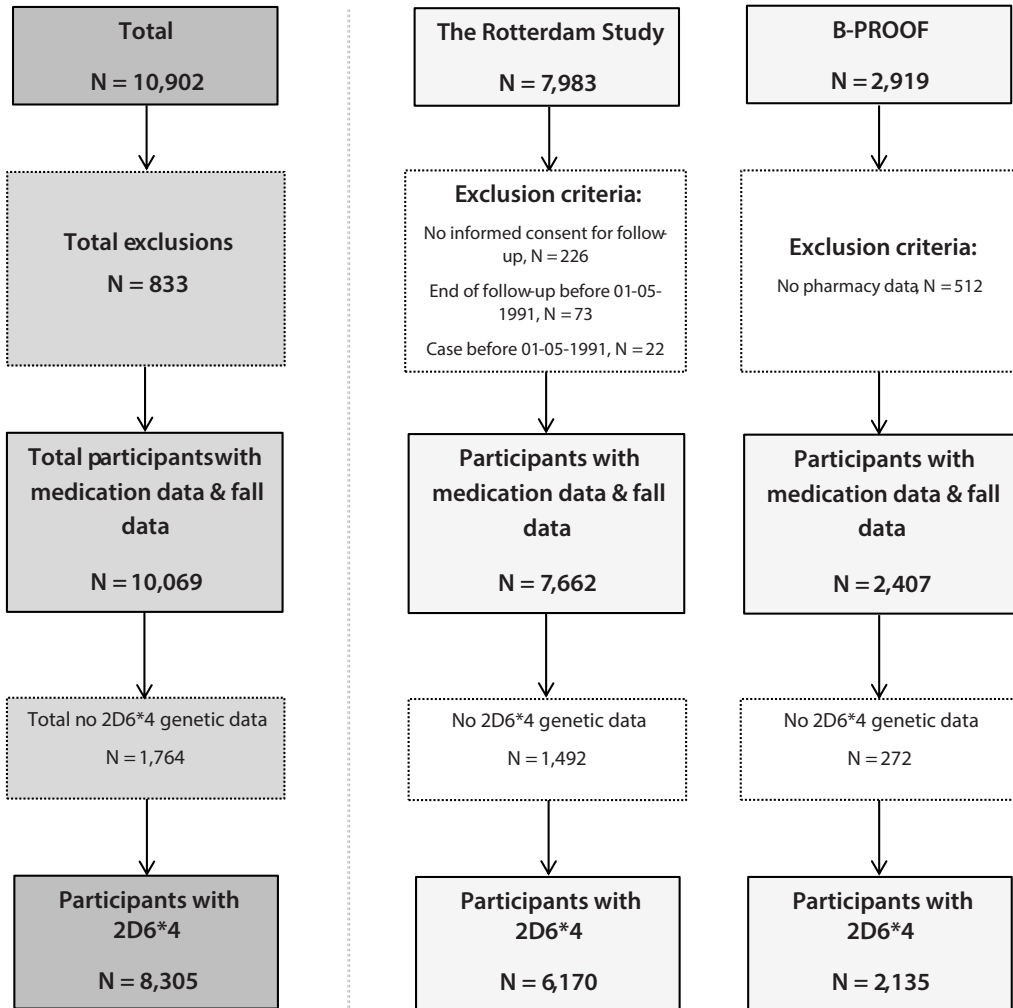 Total
N = 10,902
Total exclusions
N = 833
Total participants with
medication data & fall
data
N = 10,069
Total no 2D6*4 genetic data
N = 1,764
Participants with
2D6*4
N = 8,305
The Rotterdam Study
N = 7,983
Exclusion criteria:
No informed consent for follow-
up, N = 226
End of follow-up before 01-05-
1991, N = 73
Case before 01-05-1991, N = 22
Participants with
medication data & fall
data
N = 7,662
No 2D6*4 genetic data
N = 1,492
Participants with
2D6*4
N = 6,170
B-PROOF
N = 2,919
Exclusion criteria:
No pharmacy data, N = 512
Participants with
medication data & fall
data
N = 2,407
No 2D6*4 genetic data
N = 272
Participants with
2D6*4
N = 2,135